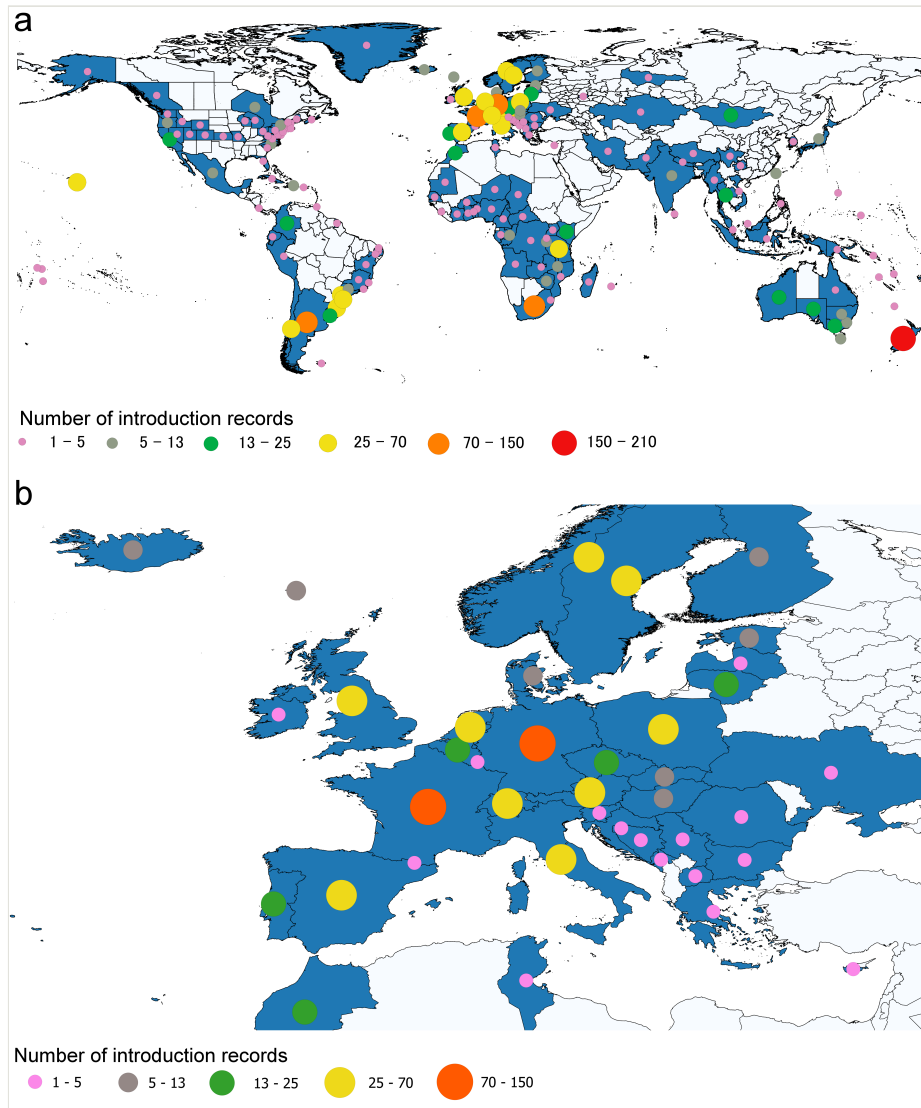 a
Number of introduction records
1 – 5 5 – 13 13 – 25 25 – 70 70 – 150 150 – 210
b
Number of introduction records
1 - 5 5 - 13 13 - 25 25 - 70 70 - 150